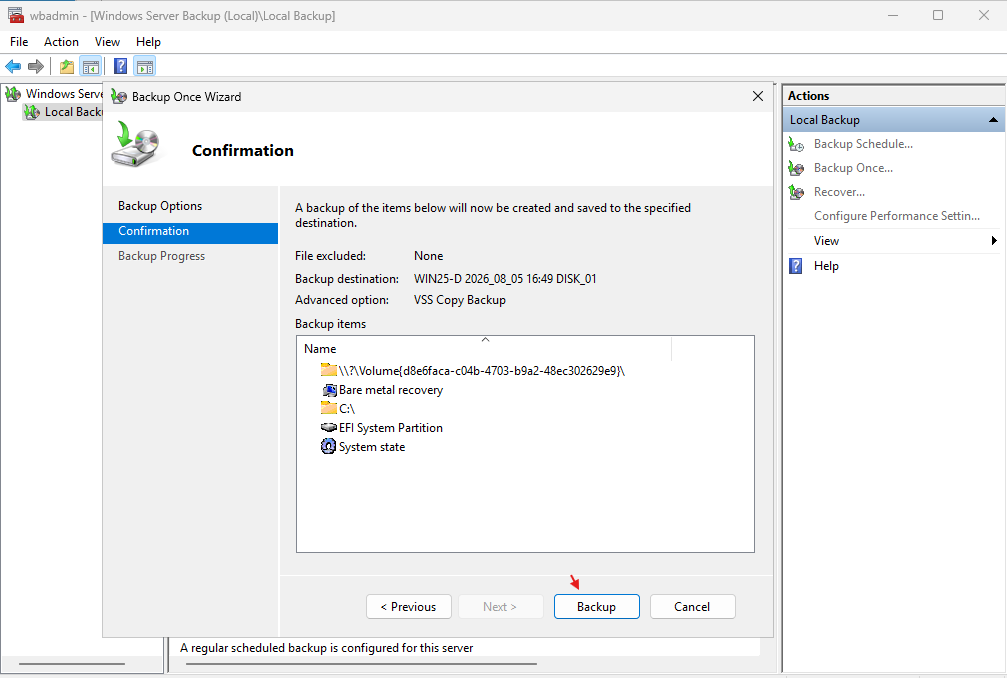 wbadmin - [Windows Server Backup (Local)\Local Backup]
File Action View Help
Windows Serve
Local Backu
Backup Once Wizard
Confirmation
Backup Options
Confirmation
Backup Progress
A backup of the items below will now be created and saved to the specified
destination.
File excluded: None
Backup destination: WIN25-D 2026_08_05 16:49 DISK_01
Advanced option: VSS Copy Backup
Backup items
Name
\\?\Volume{d8e6faca-c04b-4703-b9a2-48ec302629e9}\
Bare metal recovery
C:\
EFI System Partition
System state
< Previous Next > Backup Cancel
A regular scheduled backup is configured for this server
Actions
Local Backup
Backup Schedule...
Backup Once...
Recover...
Configure Performance Settin...
View
Help